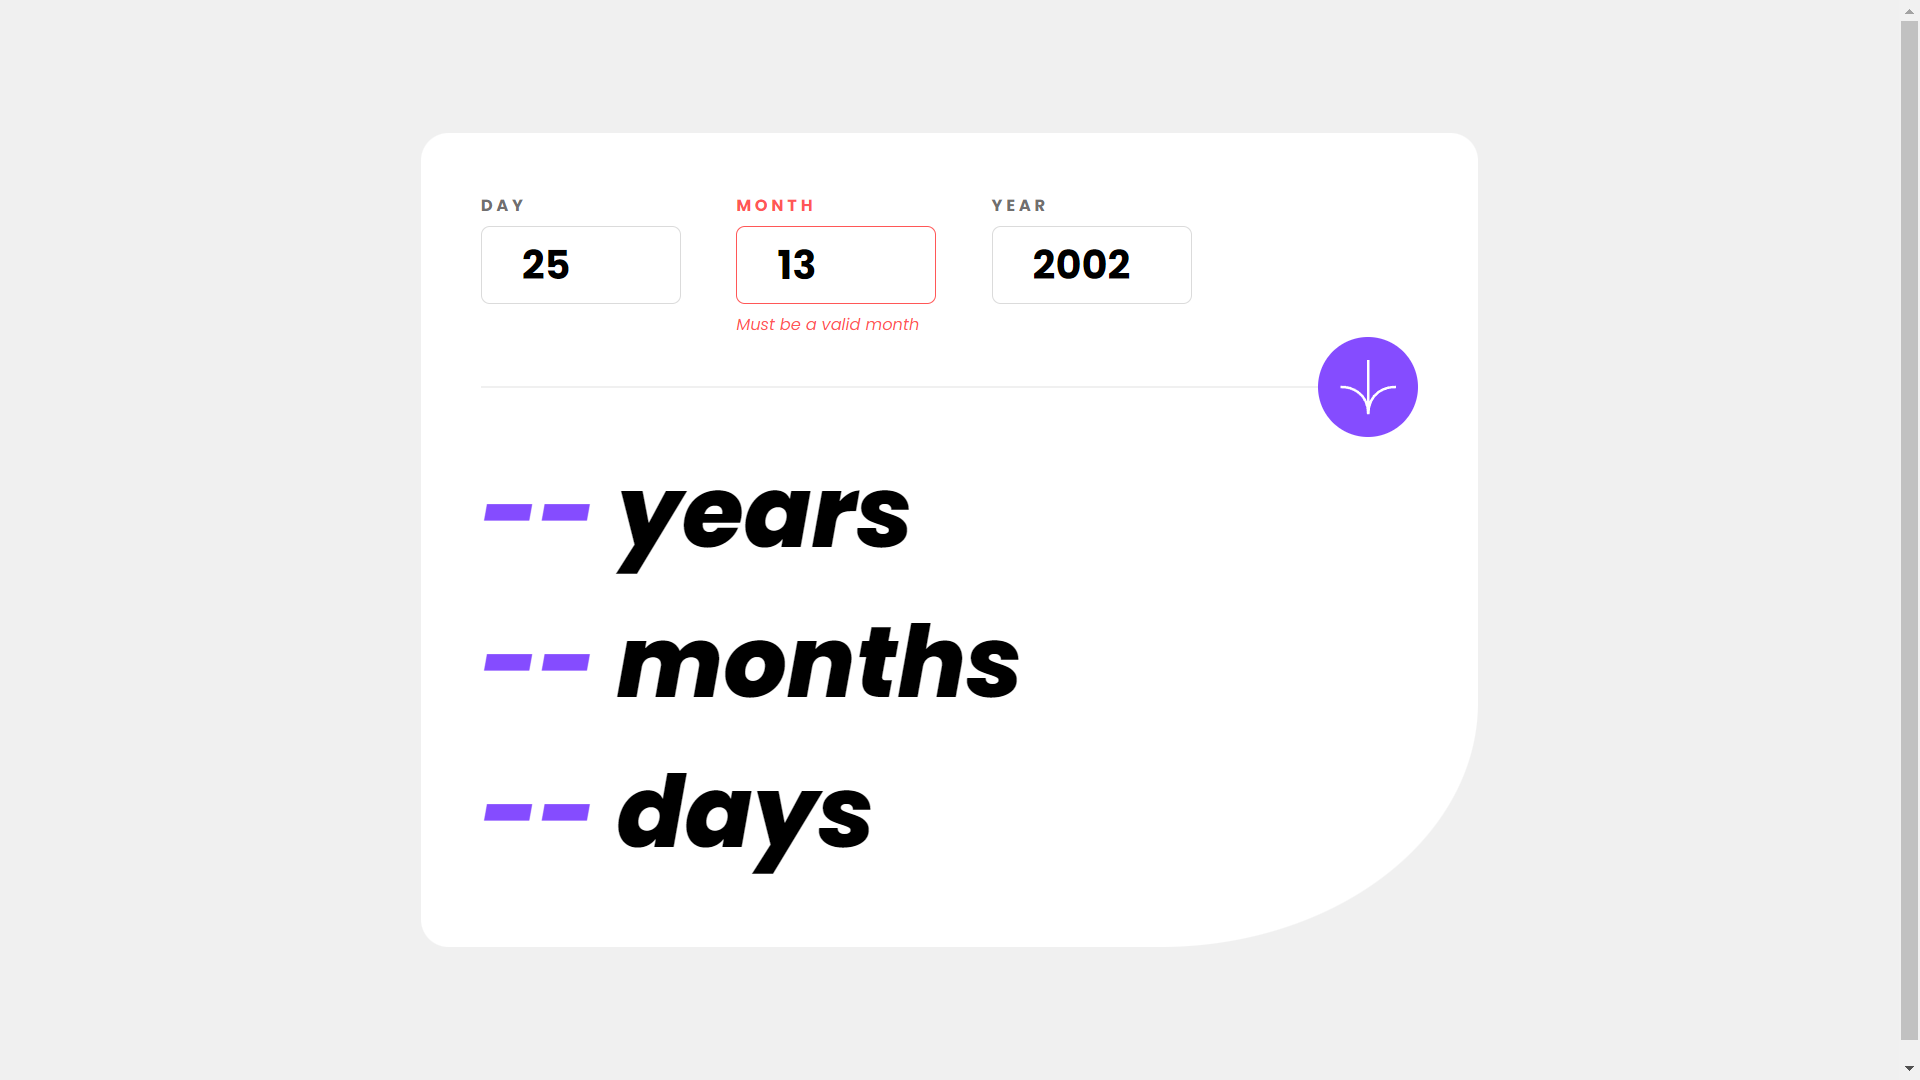 DAY MONTH YEAR
25 13 2002
Must be a valid month
-- years
-- months
-- days